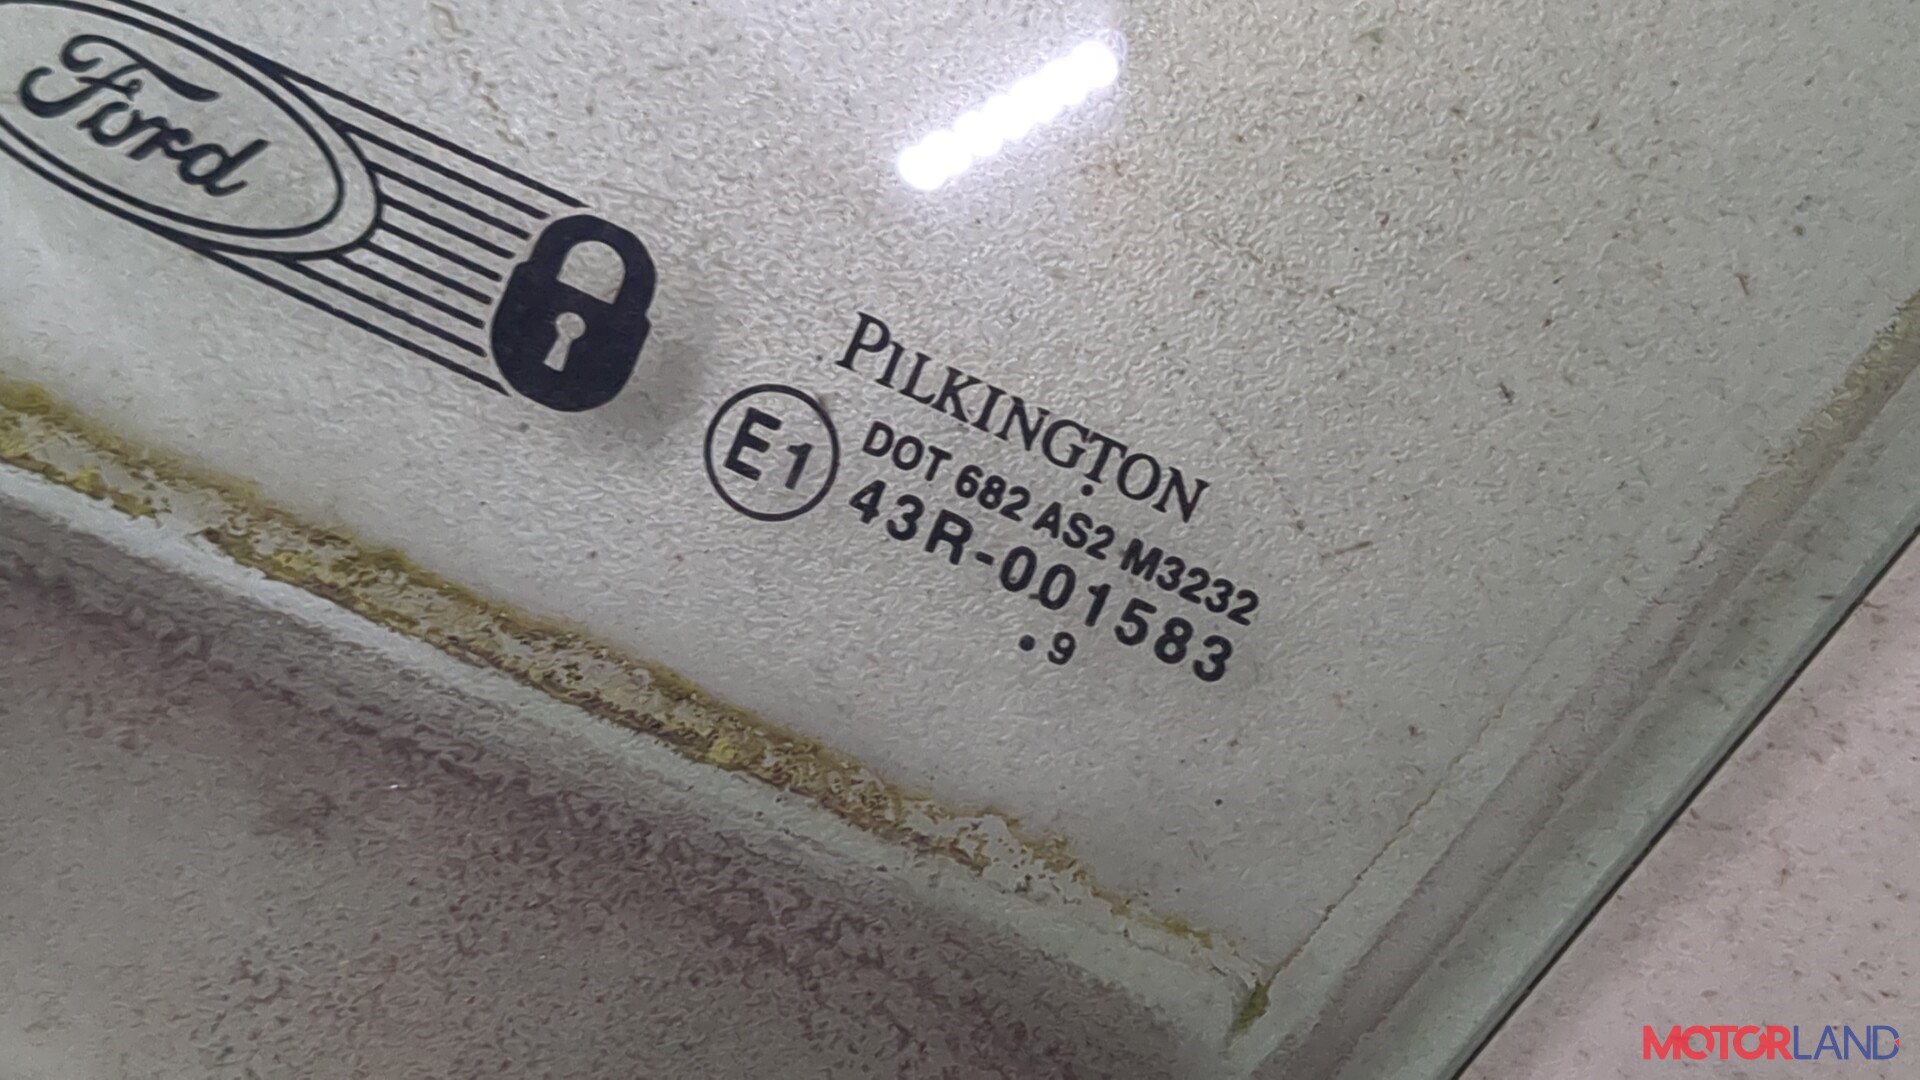 Ford
PILKINGTON
E1
DOT 682 AS2 M3232
43R-001583
.9
MOTORLAND